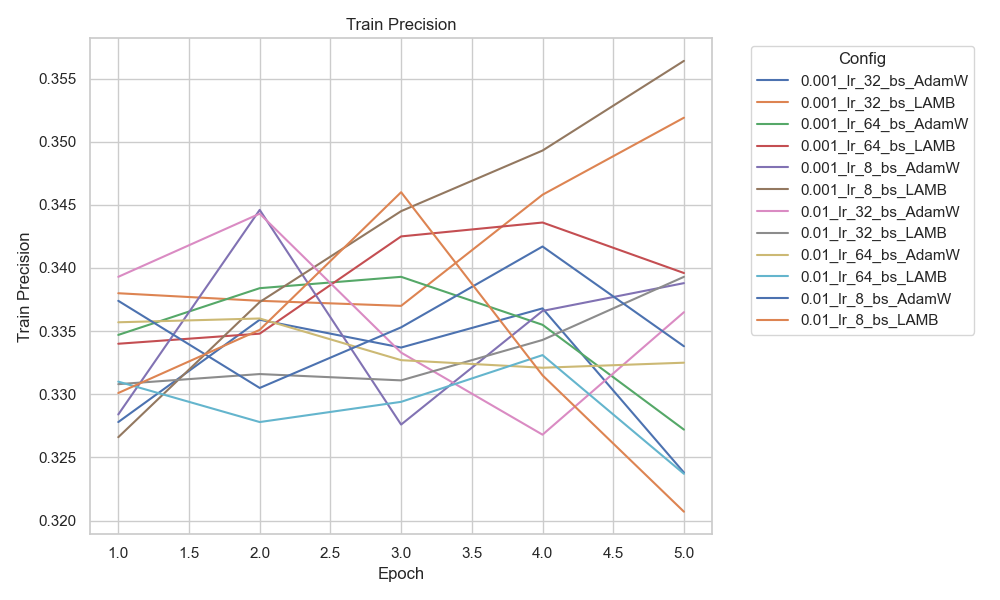 Train Precision
Config
0.001_lr_32_bs_AdamW
0.001_lr_32_bs_LAMB
0.001_lr_64_bs_AdamW
0.001_lr_64_bs_LAMB
0.001_lr_8_bs_AdamW
0.001_lr_8_bs_LAMB
0.01_lr_32_bs_AdamW
0.01_lr_32_bs_LAMB
0.01_lr_64_bs_AdamW
0.01_lr_64_bs_LAMB
0.01_lr_8_bs_AdamW
0.01_lr_8_bs_LAMB
Train Precision
0.355
0.350
0.345
0.340
0.335
0.330
0.325
0.320
1.0 1.5 2.0 2.5 3.0 3.5 4.0 4.5 5.0
Epoch